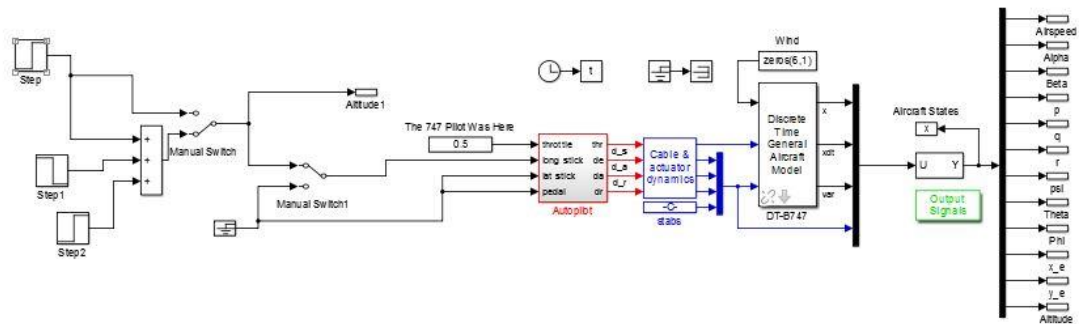 Step
Step1
Step2
+
+
+
Manual Switch
Manual Switch1
Altitude1
t
The 747 Pilot Was Here
0.5
throttle thr
long stick de
lat stick da
pedal dr
Autopilot
d_s
d_a
d_r
Cable &
actuator
dynamics
-C-
stabs
Wind
zeros(6,1)
Discrete
Time
General
Aircraft
Model
DT-B747
x
xdt
var
Aircraft States
x
U Y
Output
Signals
Airspeed
Alpha
Beta
p
q
r
psi
Theta
Phi
x_e
y_e
Altitude